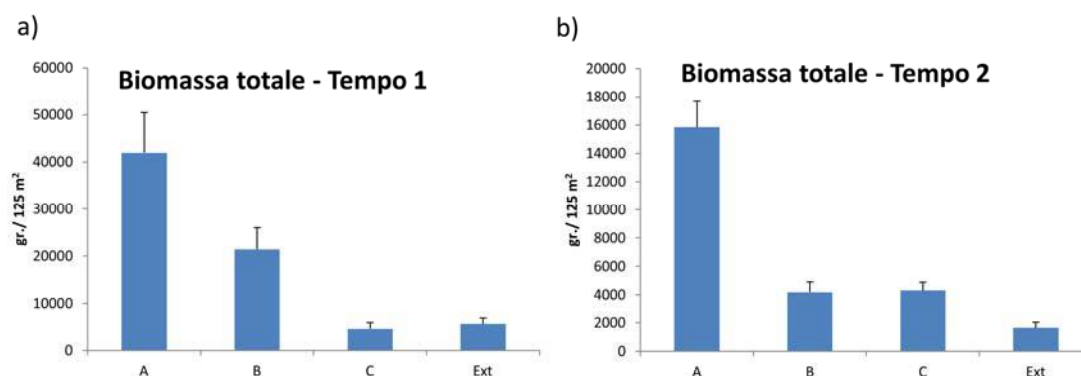 a)
Biomassa totale - Tempo 1
60000
50000
40000
30000
20000
10000
0
gr./ 125 m²
A B C Ext
b)
Biomassa totale - Tempo 2
20000
18000
16000
14000
12000
10000
8000
6000
4000
2000
0
gr./ 125 m²
A B C Ext